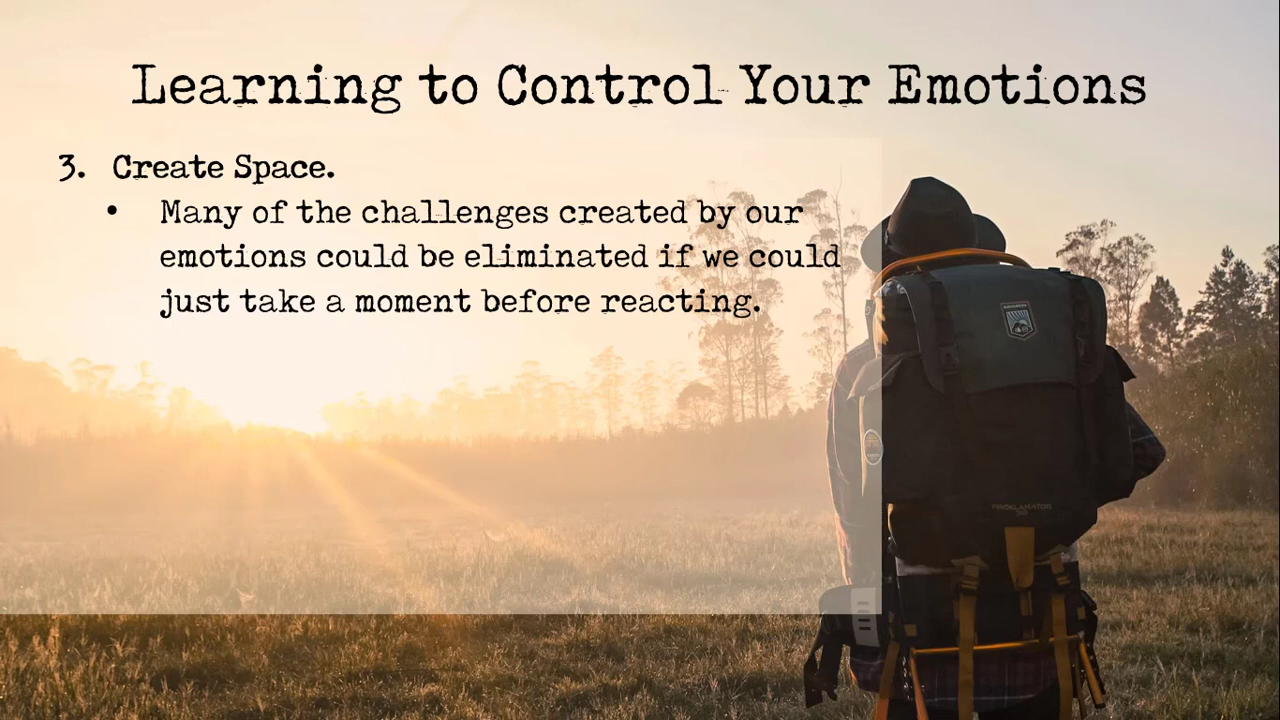 Learning to Control Your Emotions
3. Create Space.
• Many of the challenges created by our
emotions could be eliminated if we could
just take a moment before reacting.